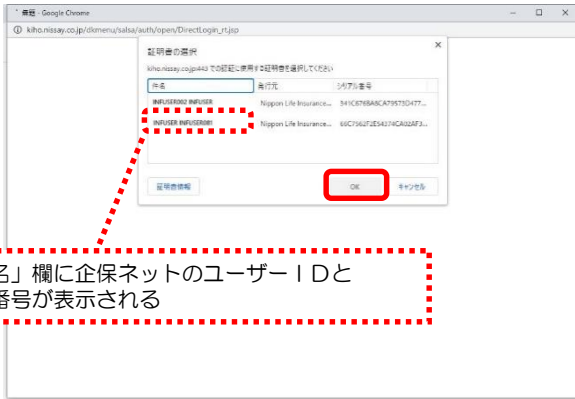 無題 - Google Chrome
kiho.nissay.co.jp/dkmenu/salsa/auth/open/DirectLogin_rt.jsp
証明書の選択
kiho.nissay.co.jp:443 での認証に使用する証明書を選択してください
件名 発行元 シリアル番号
INFUSER002 INFUSER Nippon Life Insurance... 541C876BA8CA79573D477...
INFUSER INFUSER081 Nippon Life Insurance... 66C7562F2E54374CA02AF3...
証明書情報 OK キャンセル
名」欄に企保ネットのユーザーIDと
番号が表示される